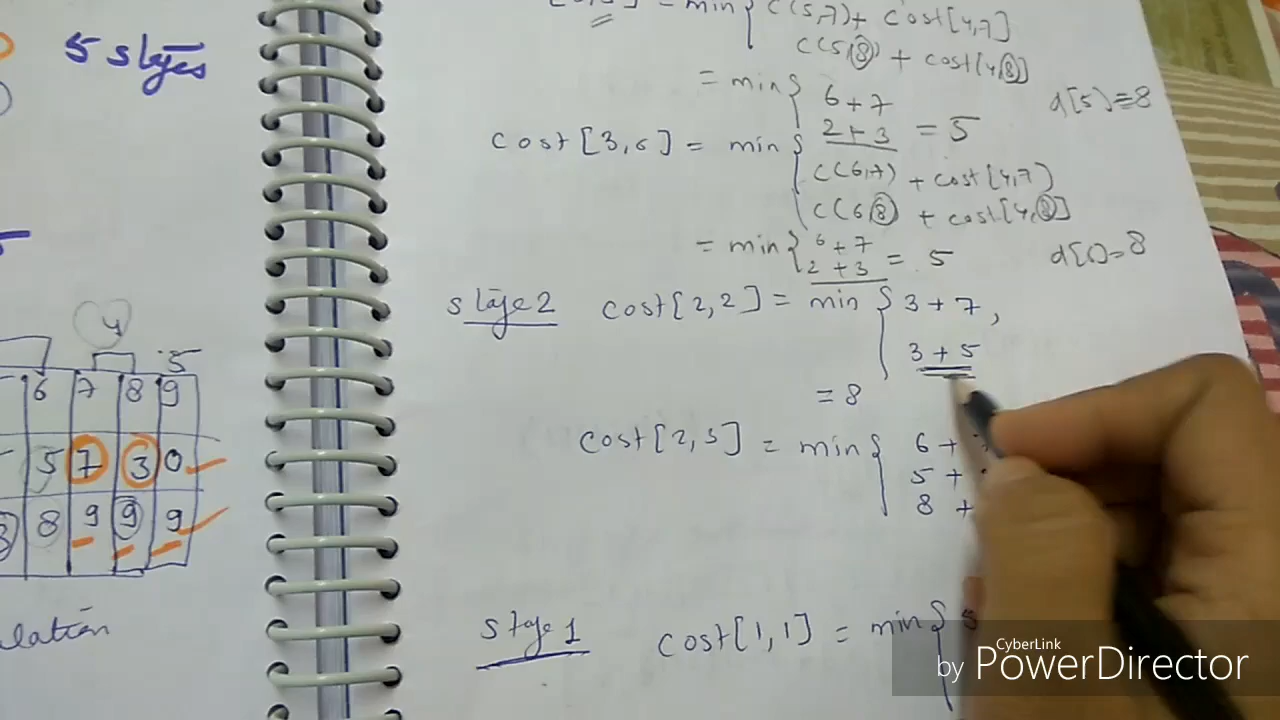 5 stages
= min { C(5,7) + cost[4,7]
C(5,8) + cost[4,8]
= min { 6 + 7
2 + 3 = 5
d[5]=8
cost[3,6] = min { C(6,7) + cost[4,7]
C(6,8) + cost[4,8]
= min { 6 + 7
2 + 3 = 5
d[]=8
stage 2 cost[2,2] = min { 3 + 7 ,
3 + 5
= 8
cost[2,3] = min { 6 +
5 +
8 +
stage 1 cost[1,1] = min { 5
4
5
6 7 8 9
5 7 3 0
8 9 9 9
CyberLink
by PowerDirector